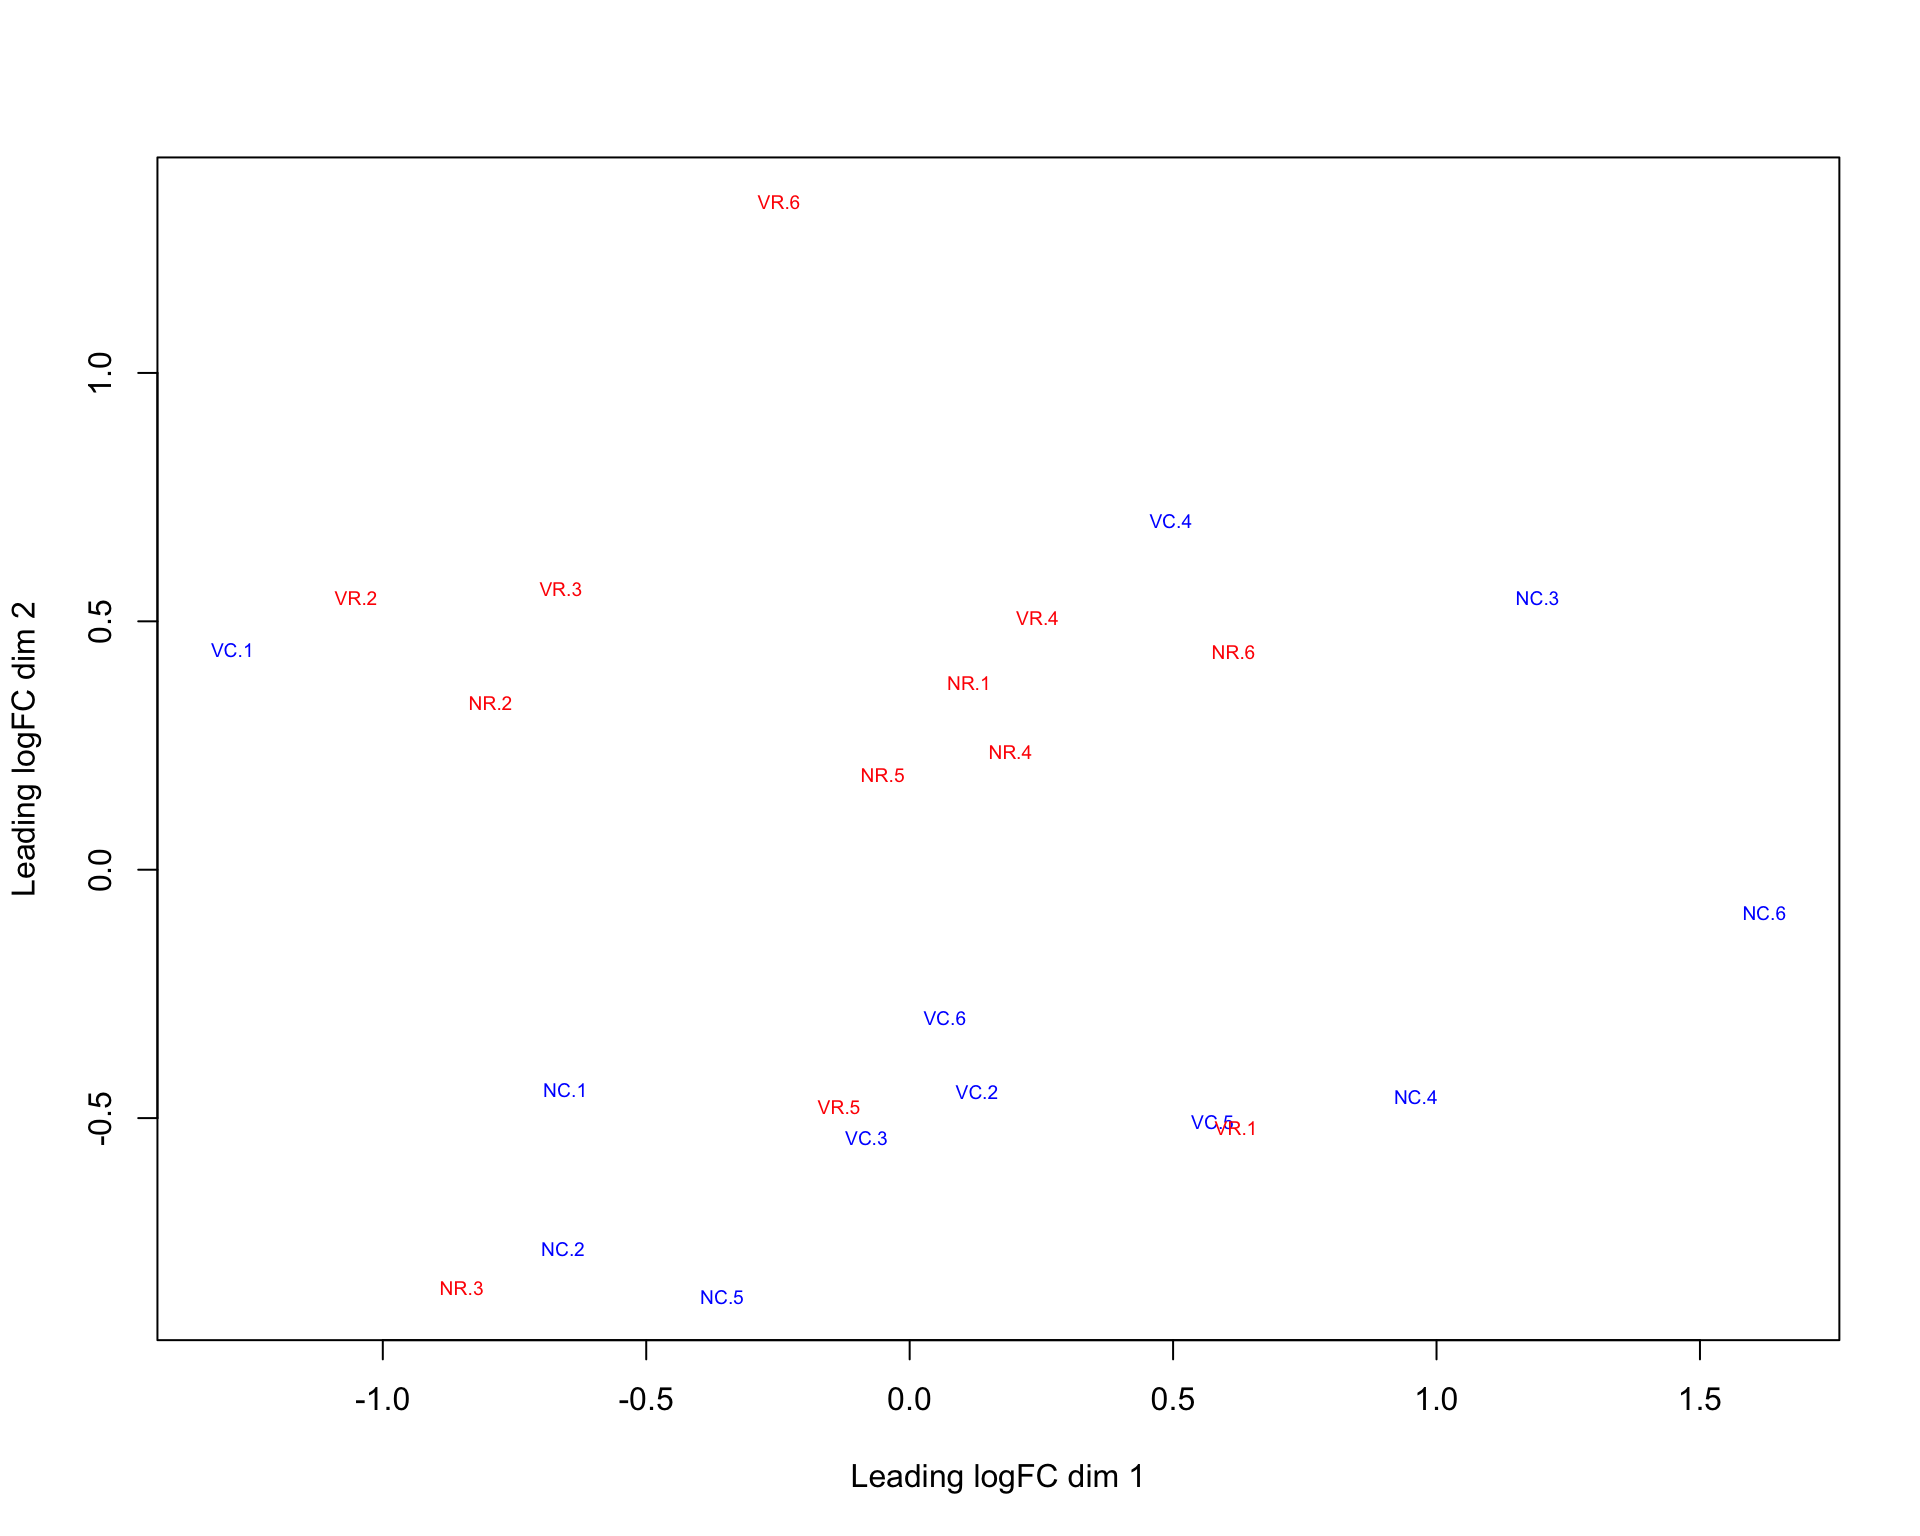 VR.6
1.0
VC.4
VR.3
VR.2
NC.3
VR.4
0.5
VC.1
NR.6
NR.1
NR.2
NR.4
NR.5
Leading logFC dim 2
0.0
NC.6
VC.6
NC.1
VC.2
NC.4
VR.5
-0.5
VC.5
VR.1
VC.3
NC.2
NR.3
NC.5
-1.0 -0.5 0.0 0.5 1.0 1.5
Leading logFC dim 1